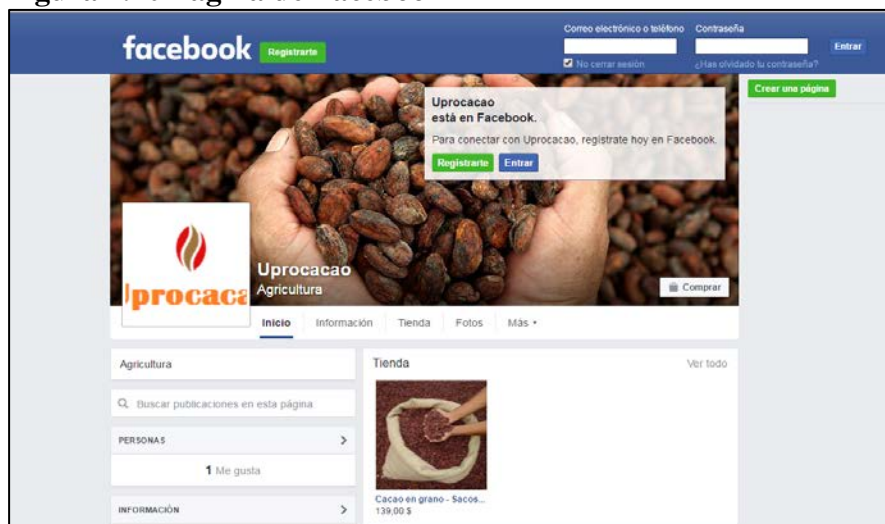 facebook
Registrarte
Correo electrónico o teléfono
Contraseña
Entrar
No cerrar sesión
¿Has olvidado tu contraseña?
Crear una página
Uprocacao
está en Facebook.
Para conectar con Uprocacao, regístrate hoy en Facebook.
Registrarte Entrar
procaca
Uprocacao
Agricultura
Comprar
Inicio Información Tienda Fotos Más
Agricultura
Buscar publicaciones en esta página
PERSONAS
1 Me gusta
INFORMACIÓN
Tienda
Ver todo
Cacao en grano - Sacos...
139,00 $